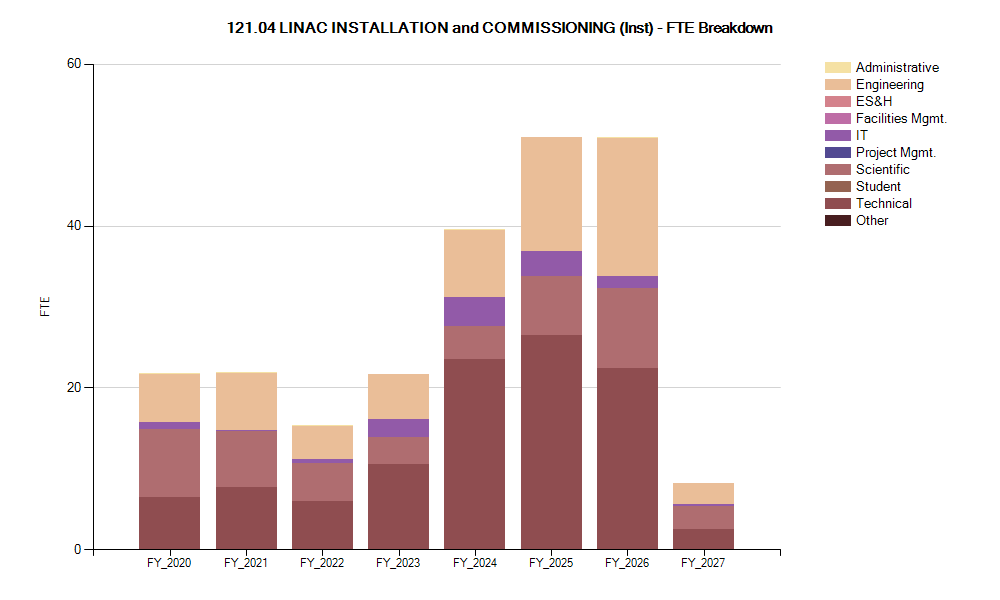 121.04 LINAC INSTALLATION and COMMISSIONING (Inst) - FTE Breakdown
60
40
20
0
FTE
FY_2020
FY_2021
FY_2022
FY_2023
FY_2024
FY_2025
FY_2026
FY_2027
Administrative
Engineering
ES&H
Facilities Mgmt.
IT
Project Mgmt.
Scientific
Student
Technical
Other